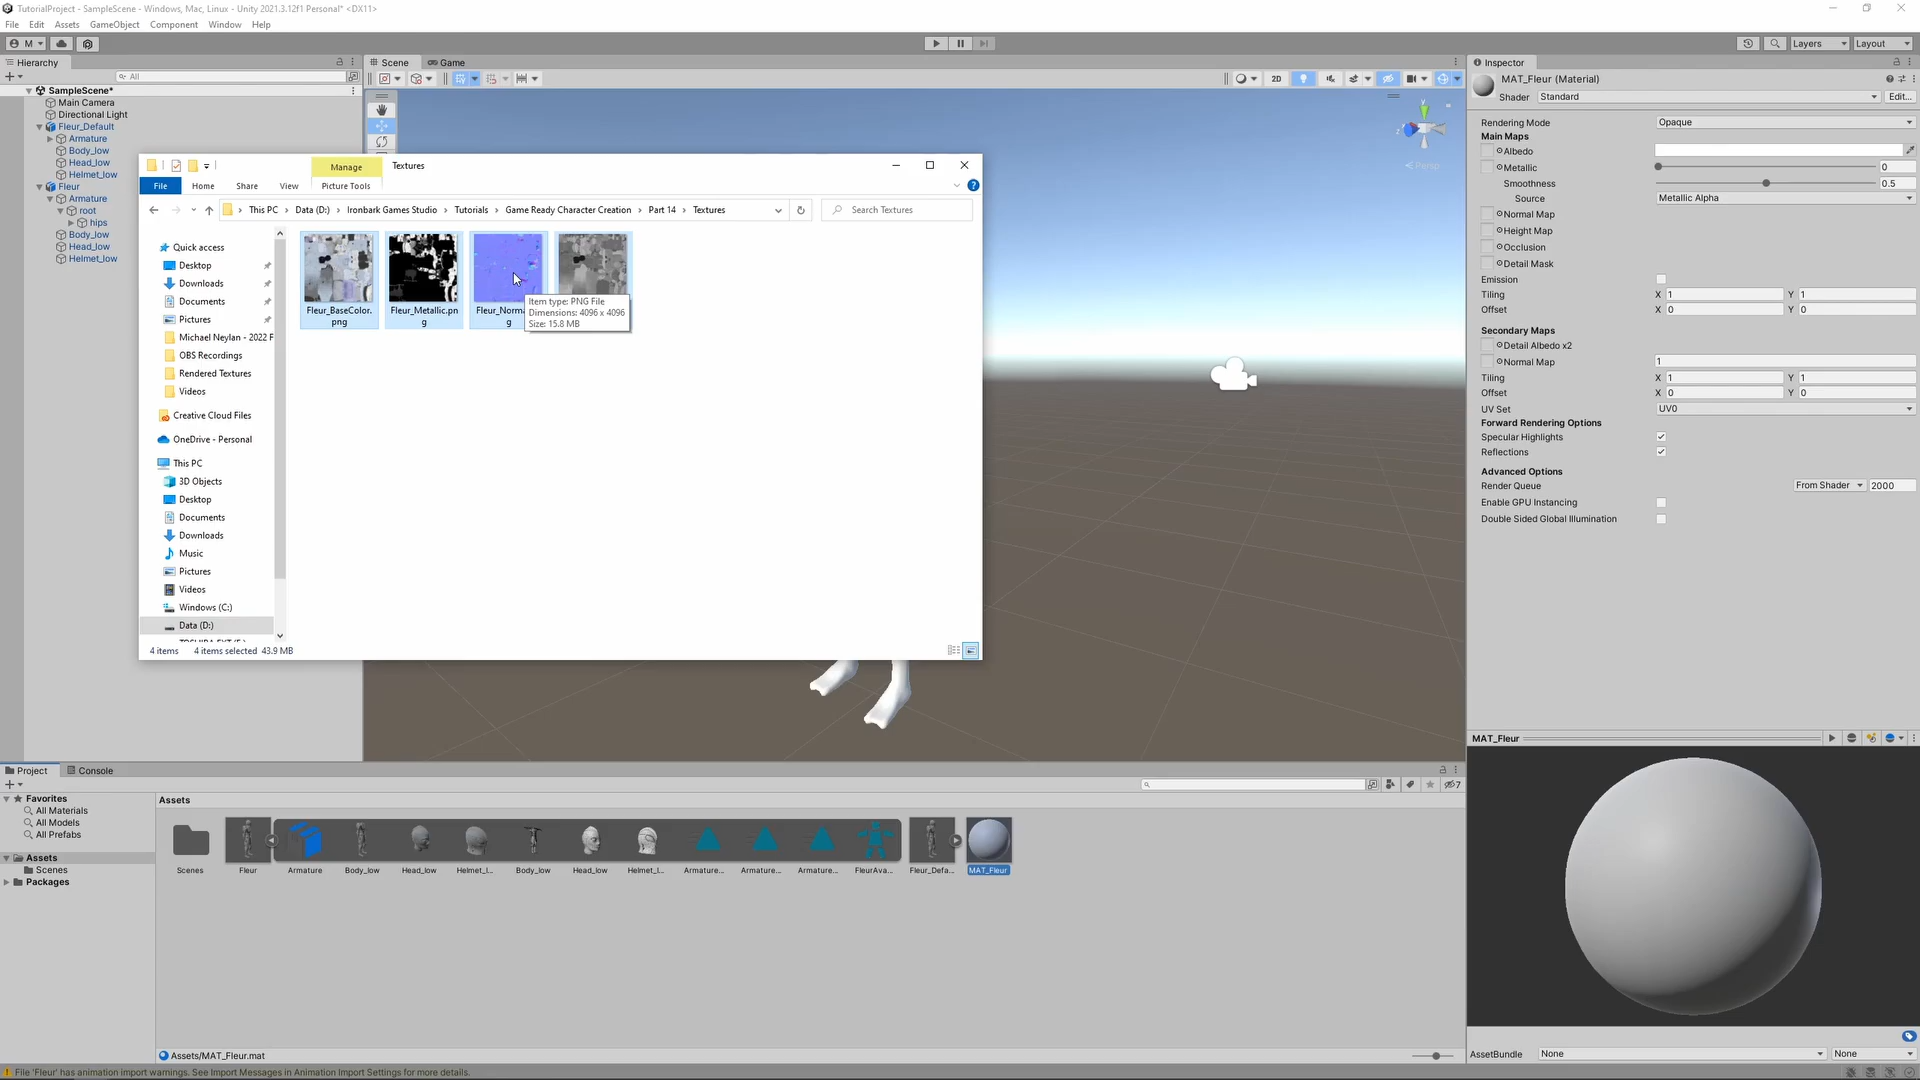 TutorialProject - SampleScene - Windows, Mac, Linux - Unity 2021.3.12f1 Personal* <DX11>
File Edit Assets GameObject Component Window Help
M
Layers Layout
Hierarchy
All
SampleScene*
Main Camera
Directional Light
Fleur_Default
Armature
Body_low
Head_low
Helmet_low
Fleur
Armature
root
hips
Body_low
Head_low
Helmet_low
Scene Game
2D
Persp
Manage Textures
File Home Share View Picture Tools
This PC Data (D:) Ironbark Games Studio Tutorials Game Ready Character Creation Part 14 Textures
Search Textures
Quick access
Desktop
Downloads
Documents
Pictures
Michael Neylan - 2022 F
OBS Recordings
Rendered Textures
Videos
Creative Cloud Files
OneDrive - Personal
This PC
3D Objects
Desktop
Documents
Downloads
Music
Pictures
Videos
Windows (C:)
Data (D:)
Fleur_BaseColor.png
Fleur_Metallic.png
Fleur_Norma
g
Item type: PNG File
Dimensions: 4096 x 4096
Size: 15.8 MB
4 items 4 items selected 43.9 MB
Inspector
MAT_Fleur (Material)
Shader Standard Edit...
Rendering Mode Opaque
Main Maps
Albedo
Metallic 0
Smoothness 0.5
Source Metallic Alpha
Normal Map
Height Map
Occlusion
Detail Mask
Emission
Tiling X 1 Y 1
Offset X 0 Y 0
Secondary Maps
Detail Albedo x2
Normal Map 1
Tiling X 1 Y 1
Offset X 0 Y 0
UV Set UV0
Forward Rendering Options
Specular Highlights
Reflections
Advanced Options
Render Queue From Shader 2000
Enable GPU Instancing
Double Sided Global Illumination
MAT_Fleur
AssetBundle None None
Project Console
7
Favorites
All Materials
All Models
All Prefabs
Assets
Scenes
Packages
Assets
Scenes Fleur Armature Body_low Head_low Helmet_l... Body_low Head_low Helmet_l... Armature... Armature... Armature... FleurAva... Fleur_Defa... MAT_Fleur
Assets/MAT_Fleur.mat
File 'Fleur' has animation import warnings. See Import Messages in Animation Import Settings for more details.